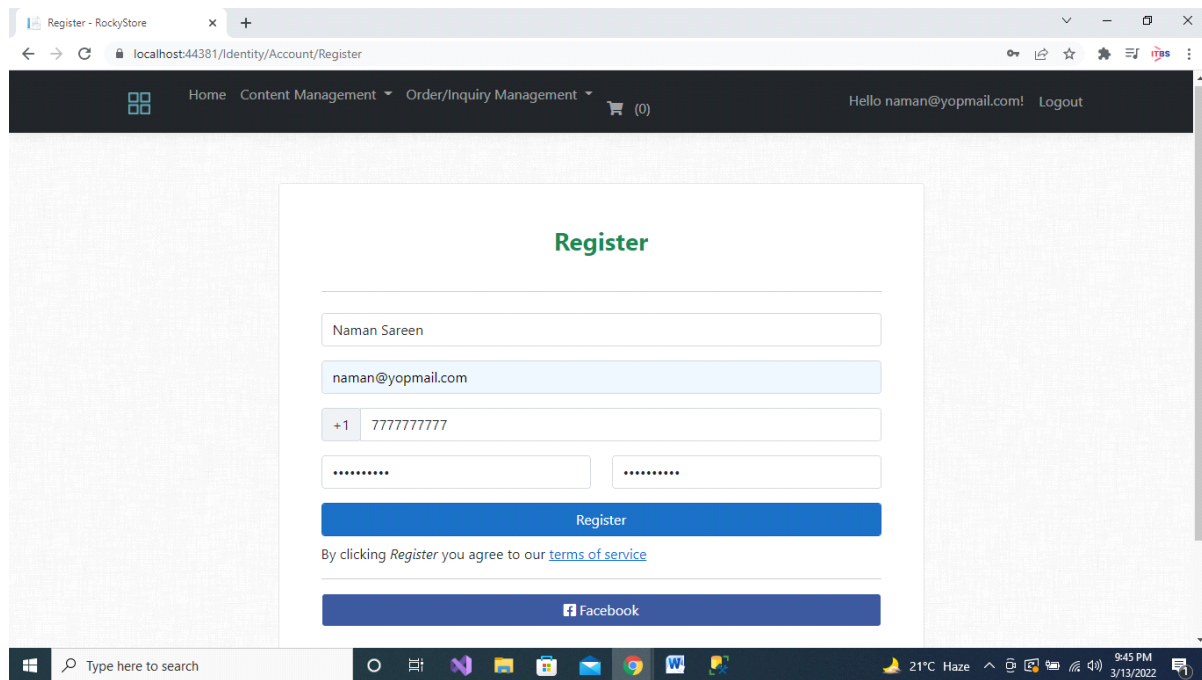 Register - RockyStore
localhost:44381/Identity/Account/Register
ITBS
Home Content Management Order/Inquiry Management (0) Hello naman@yopmail.com! Logout
Register
Naman Sareen
naman@yopmail.com
+1 7777777777
•••••••••• ••••••••••
Register
By clicking Register you agree to our terms of service
Facebook
Type here to search
21°C Haze
9:45 PM
3/13/2022
1